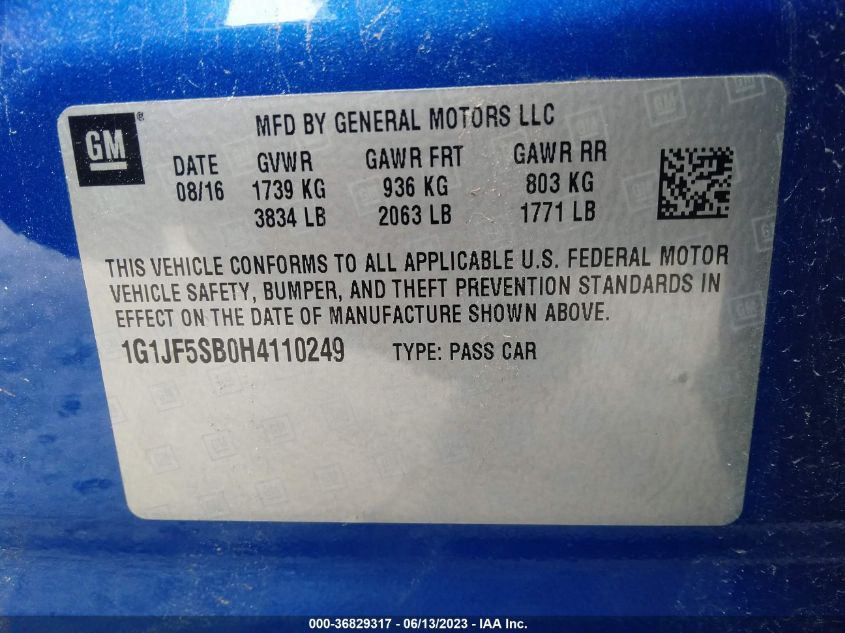 GM ® MFD BY GENERAL MOTORS LLC
DATE GVWR GAWR FRT GAWR RR
08/16 1739 KG 936 KG 803 KG
3834 LB 2063 LB 1771 LB
THIS VEHICLE CONFORMS TO ALL APPLICABLE U.S. FEDERAL MOTOR
VEHICLE SAFETY, BUMPER, AND THEFT PREVENTION STANDARDS IN
EFFECT ON THE DATE OF MANUFACTURE SHOWN ABOVE.
1G1JF5SB0H4110249 TYPE: PASS CAR
000-36829317 - 06/13/2023 - IAA Inc.